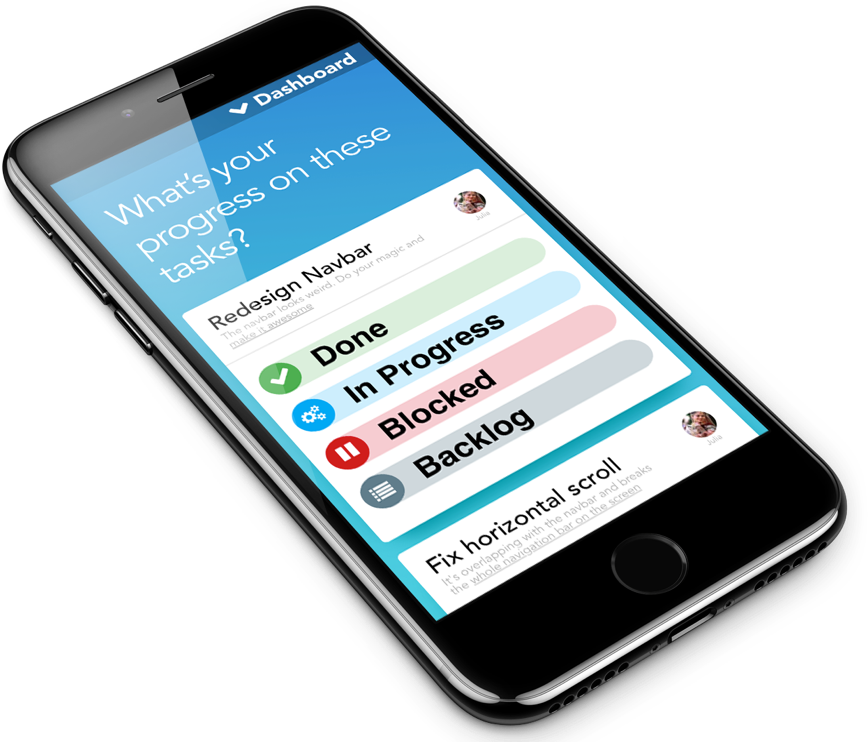 Dashboard
What's your
progress on these
tasks?
Redesign Navbar
The navbar looks weird. Do your magic and
make it awesome
Julia
Done
In Progress
Blocked
Backlog
Fix horizontal scroll
It's overlapping with the navbar and breaks
the whole navigation bar on the screen
Julia